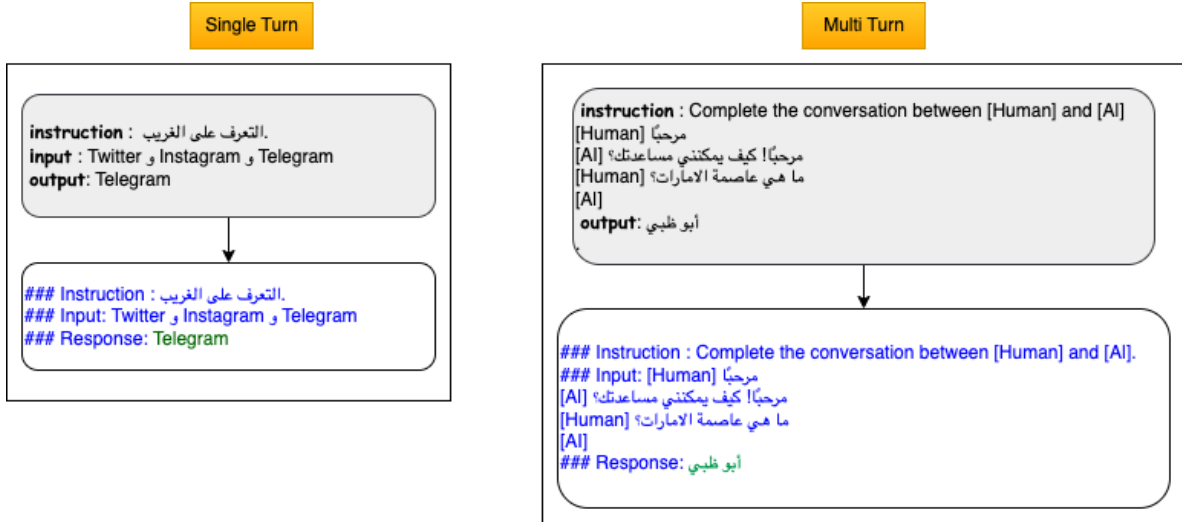 Single Turn
instruction : التعرف على الغريب.
input : Twitter و Instagram و Telegram
output: Telegram
### Instruction : التعرف على الغريب.
### Input: Twitter و Instagram و Telegram
### Response: Telegram
Multi Turn
instruction : Complete the conversation between [Human] and [AI]
[Human] مرحبًا
[AI] مرحبًا! كيف يمكنني مساعدتك؟
[Human] ما هي عاصمة الامارات؟
[AI]
output: أبو ظبي
.
### Instruction : Complete the conversation between [Human] and [AI].
### Input: [Human] مرحبًا
[AI] مرحبًا! كيف يمكنني مساعدتك؟
[Human] ما هي عاصمة الامارات؟
[AI]
### Response: أبو ظبي